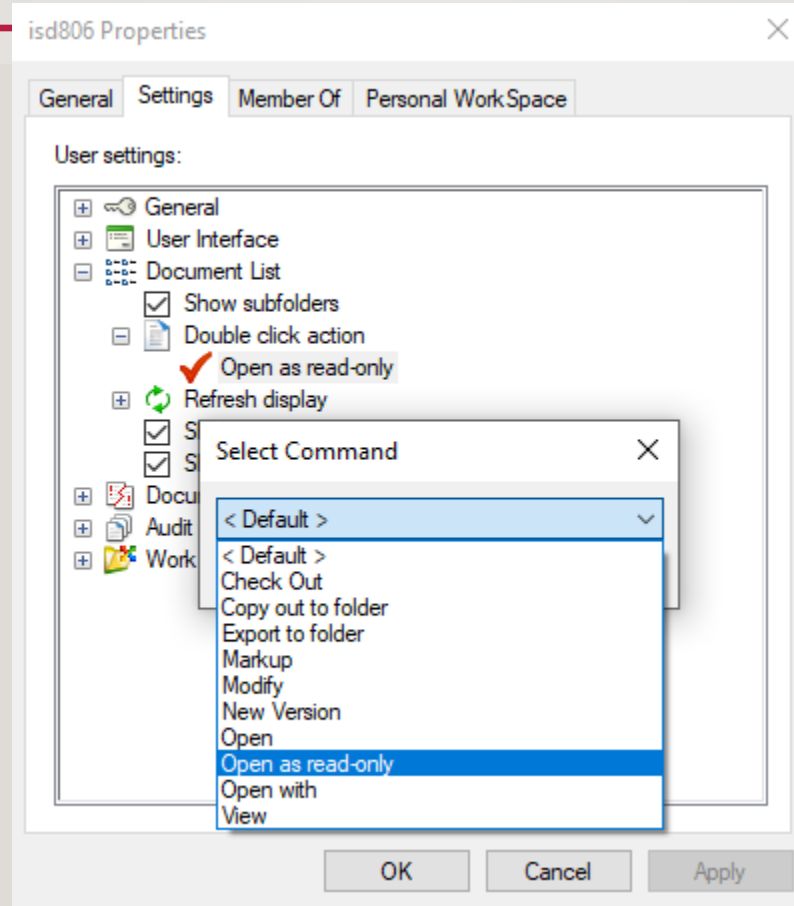 isd806 Properties
General Settings Member Of Personal WorkSpace
User settings:
General
User Interface
Document List
Show subfolders
Double click action
Open as read-only
Refresh display
Select Command
Audit
Work
< Default >
< Default >
Check Out
Copy out to folder
Export to folder
Markup
Modify
New Version
Open
Open as read-only
Open with
View
OK Cancel Apply